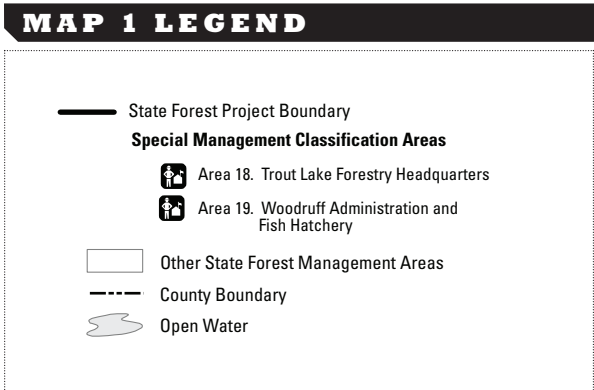 MAP 1 LEGEND
State Forest Project Boundary
Special Management Classification Areas
Area 18. Trout Lake Forestry Headquarters
Area 19. Woodruff Administration and
Fish Hatchery
Other State Forest Management Areas
County Boundary
Open Water